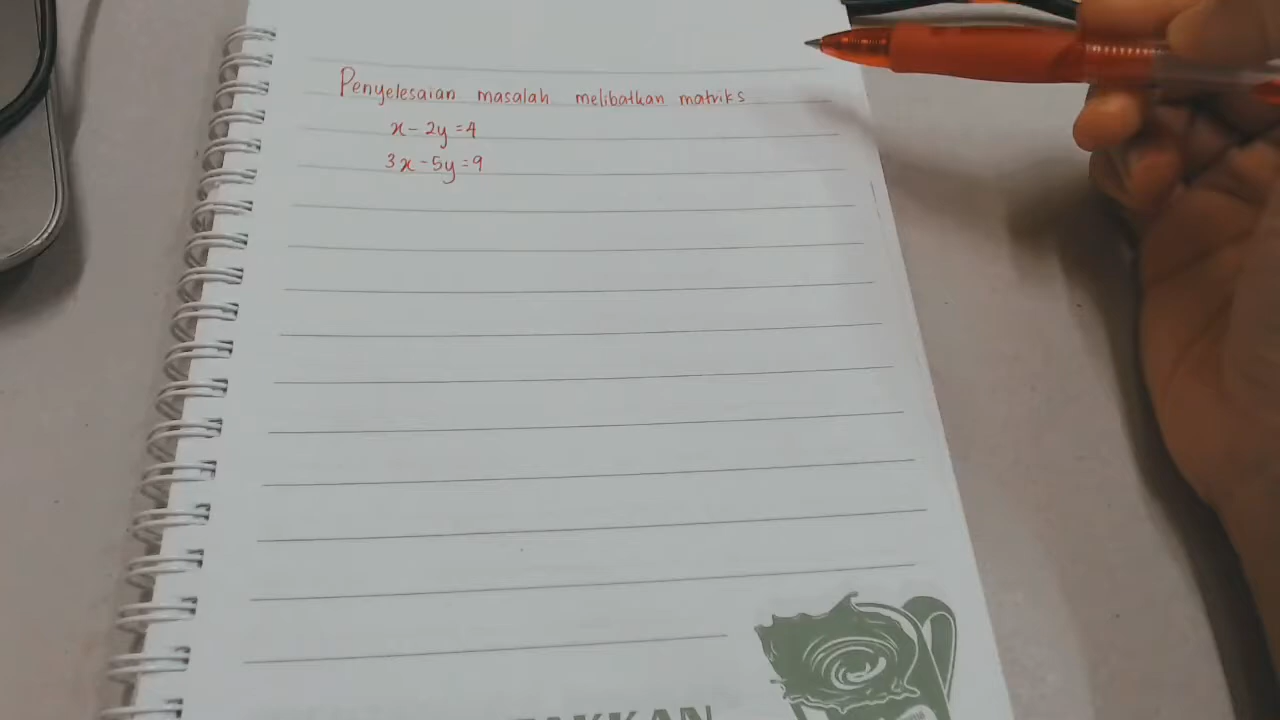 Penyelesaian masalah melibatkan matriks
x - 2y = 4
3x - 5y = 9